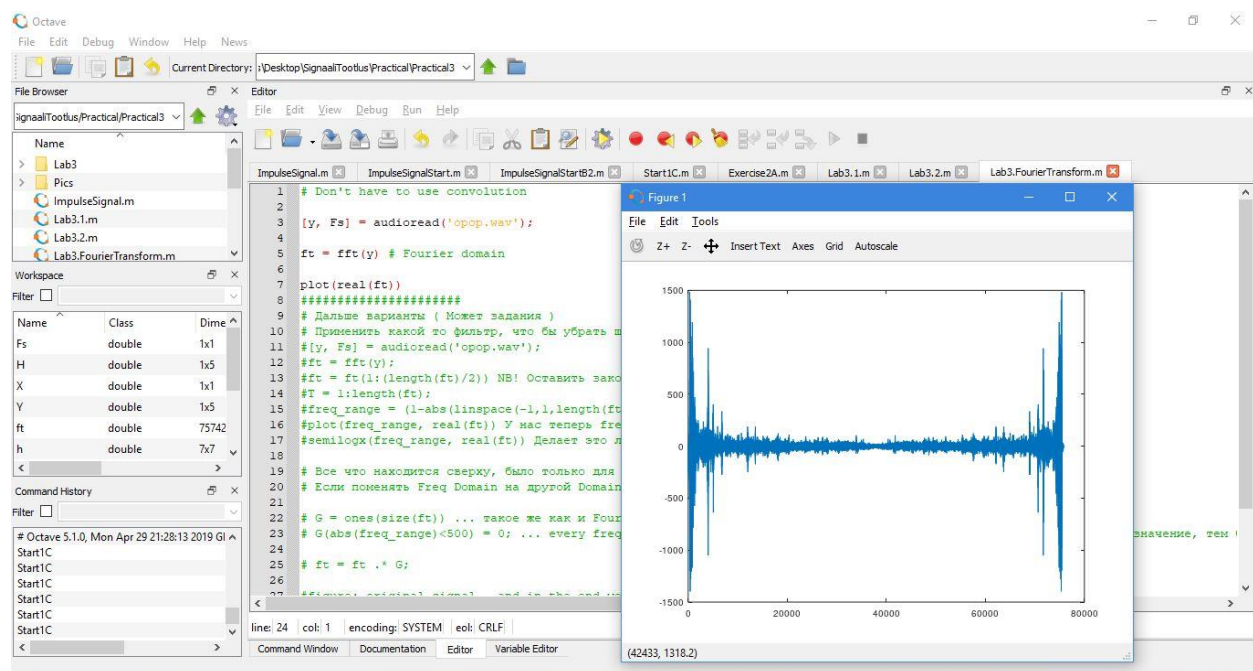 Octave
File Edit Debug Window Help News
Current Directory: :\Desktop\SignaaliTootlus\Practical\Practical3
File Browser
SignaaliTootlus/Practical/Practical3
Name
Lab3
Pics
ImpulseSignal.m
Lab3.1.m
Lab3.2.m
Lab3.FourierTransform.m
Workspace
Filter
Name Class Dime
Fs double 1x1
H double 1x5
X double 1x1
Y double 1x5
ft double 75742
h double 7x7
Command History
Filter
# Octave 5.1.0, Mon Apr 29 21:28:13 2019 GI
Start1C
Start1C
Start1C
Start1C
Start1C
Start1C
Editor
File Edit View Debug Run Help
ImpulseSignal.m ImpulseSignalStart.m ImpulseSignalStartB2.m Start1C.m Exercise2A.m Lab3.1.m Lab3.2.m Lab3.FourierTransform.m
1 # Don't have to use convolution
2
3 [y, Fs] = audioread('opop.wav');
4
5 ft = fft(y) # Fourier domain
6
7 plot(real(ft))
8 ######################
9 # Дальше варианты ( Может задания )
10 # Применить какой то фильтр, что бы убрать ш
11 #[y, Fs] = audioread('opop.wav');
12 #ft = fft(y);
13 #ft = ft(1:(length(ft)/2)) NB! Оставить зако
14 #T = 1:length(ft);
15 #freq_range = (1-abs(linspace(-1,1,length(ft
16 #plot(freq_range, real(ft)) У нас теперь fre
17 #semilogx(freq_range, real(ft)) Делает это л
18
19 # Все что находится сверху, было только для
20 # Если поменять Freq Domain на другой Domain
21
22 # G = ones(size(ft)) ... такое же как и Four
23 # G(abs(freq_range)<500) = 0; ... every freq
значение, тем
24
25 # ft = ft .* G;
26
27 #figure; original signal
line: 24 col: 1 encoding: SYSTEM eol: CRLF
Command Window Documentation Editor Variable Editor
Figure 1
File Edit Tools
Z+ Z- Insert Text Axes Grid Autoscale
1500
1000
500
0
-500
-1000
-1500
0 20000 40000 60000 80000
(42433, 1318.2)